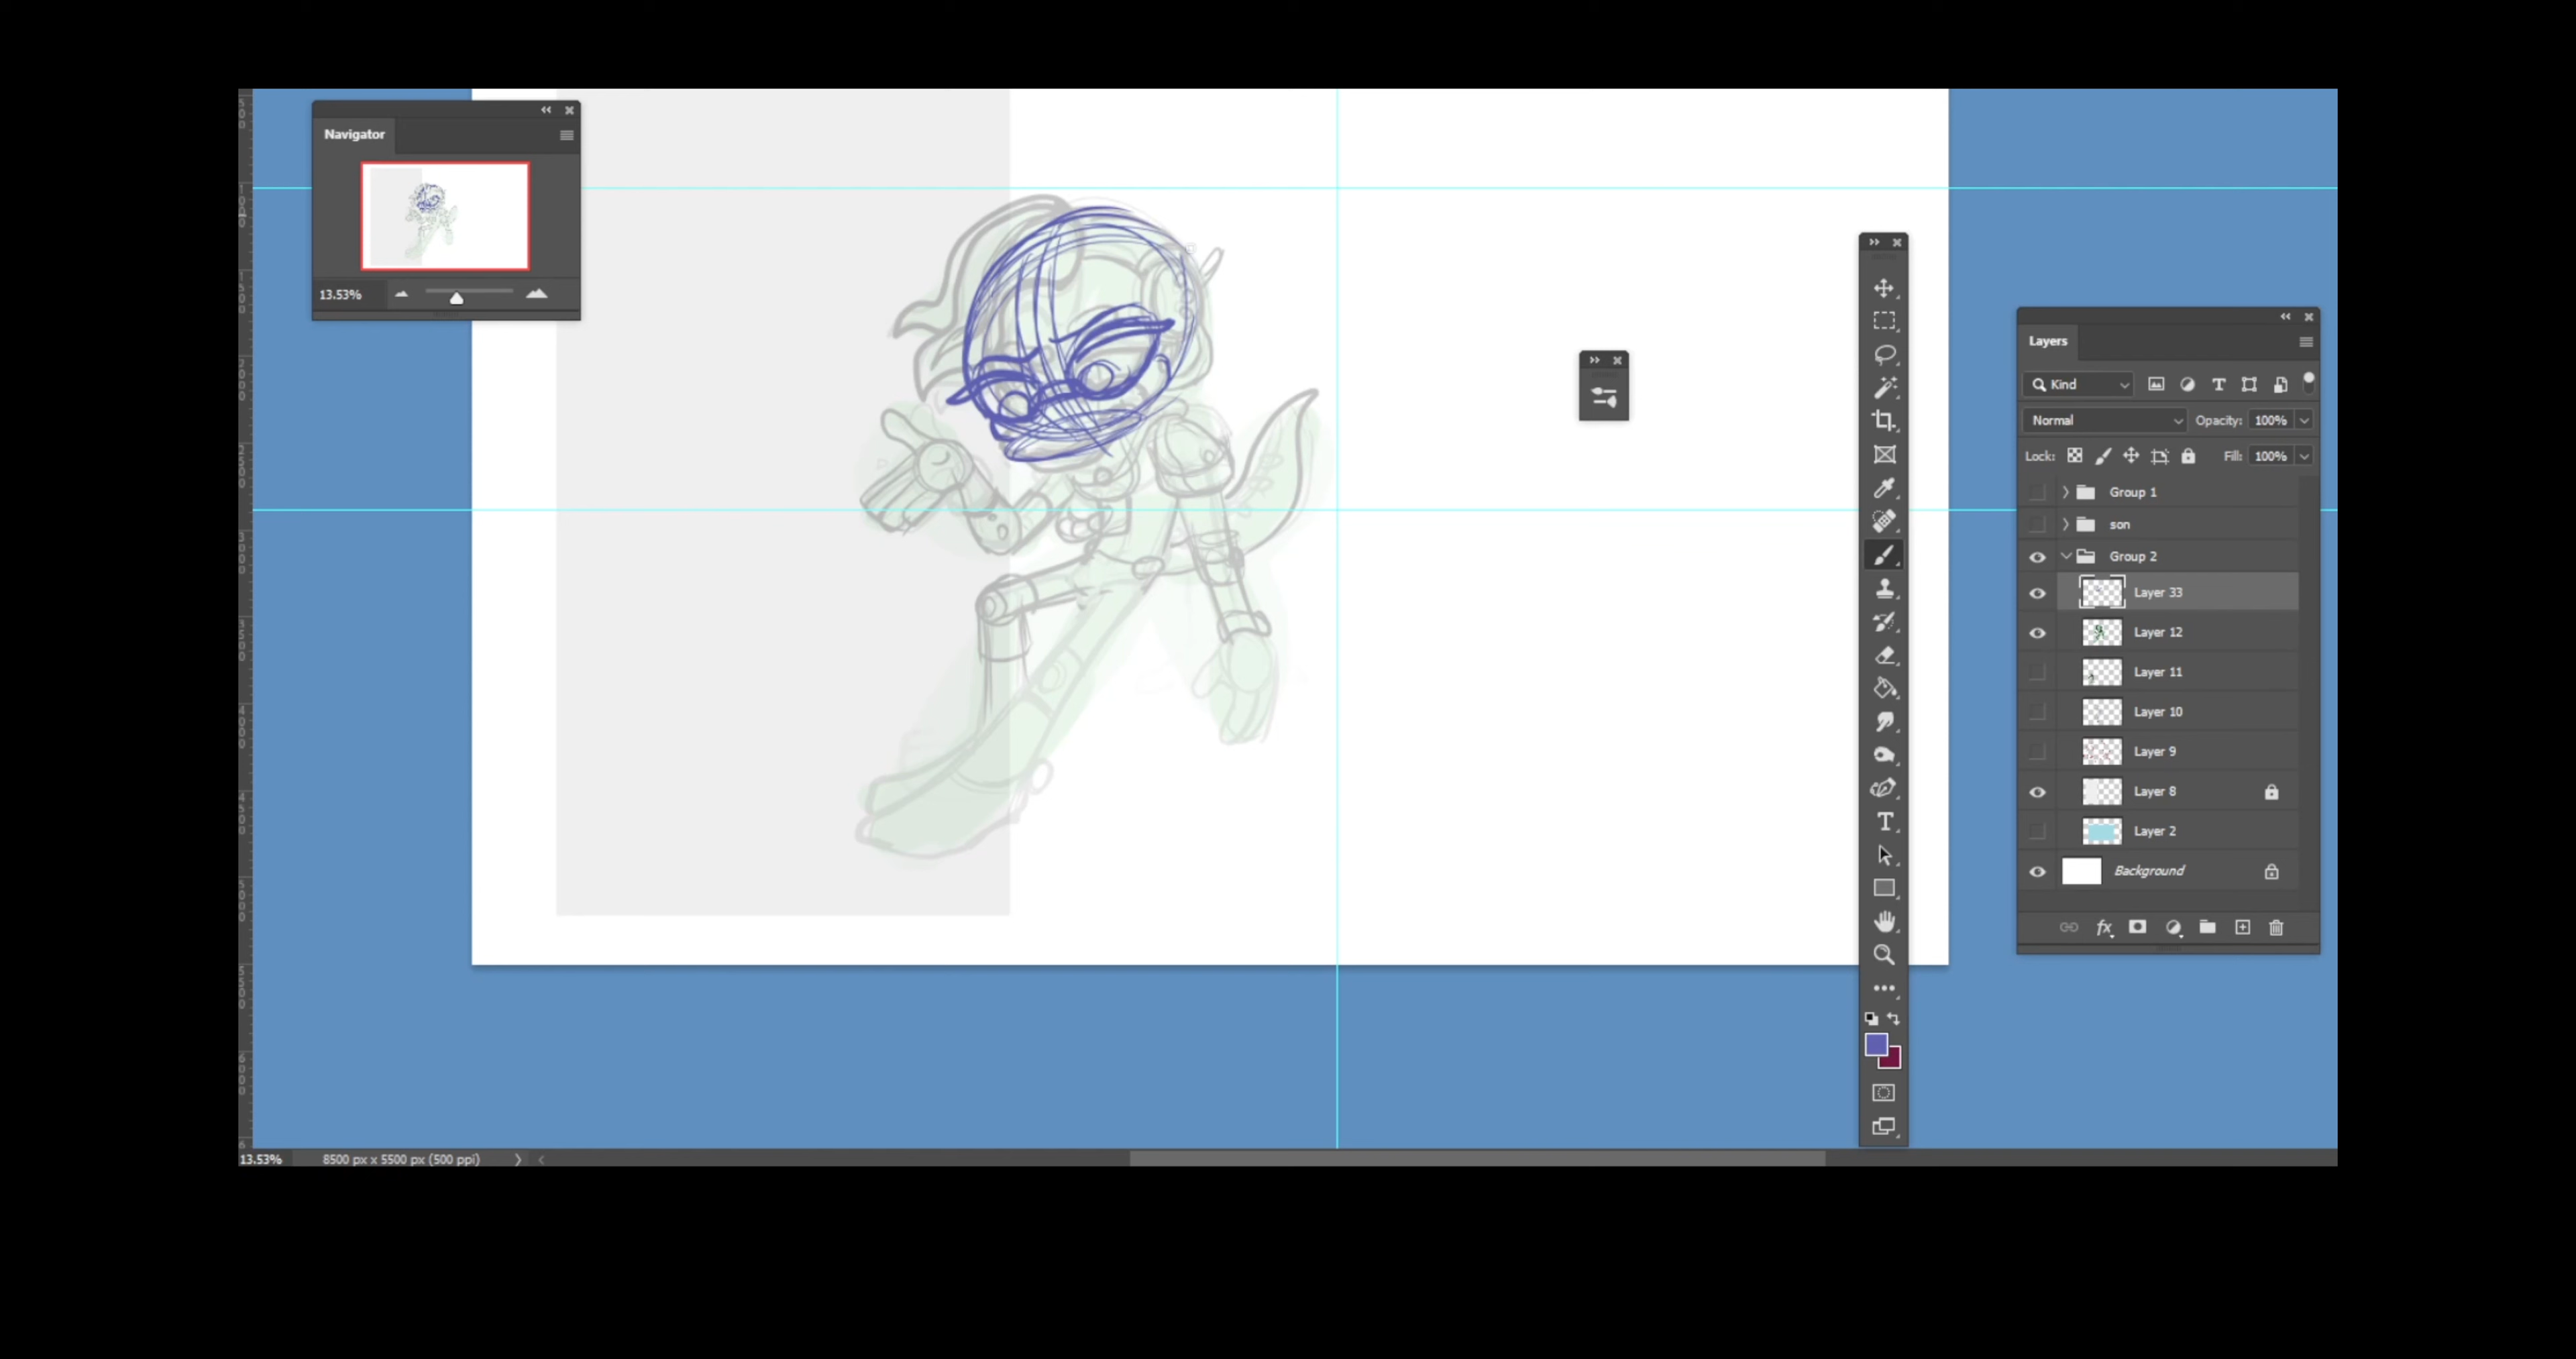 Navigator
13.53%
Layers
Kind
Normal
Opacity: 100%
Lock:
Fill: 100%
Group 1
son
Group 2
Layer 33
Layer 12
Layer 11
Layer 10
Layer 9
Layer 8
Layer 2
Background
13.53%
8500 px x 5500 px (500 ppi)